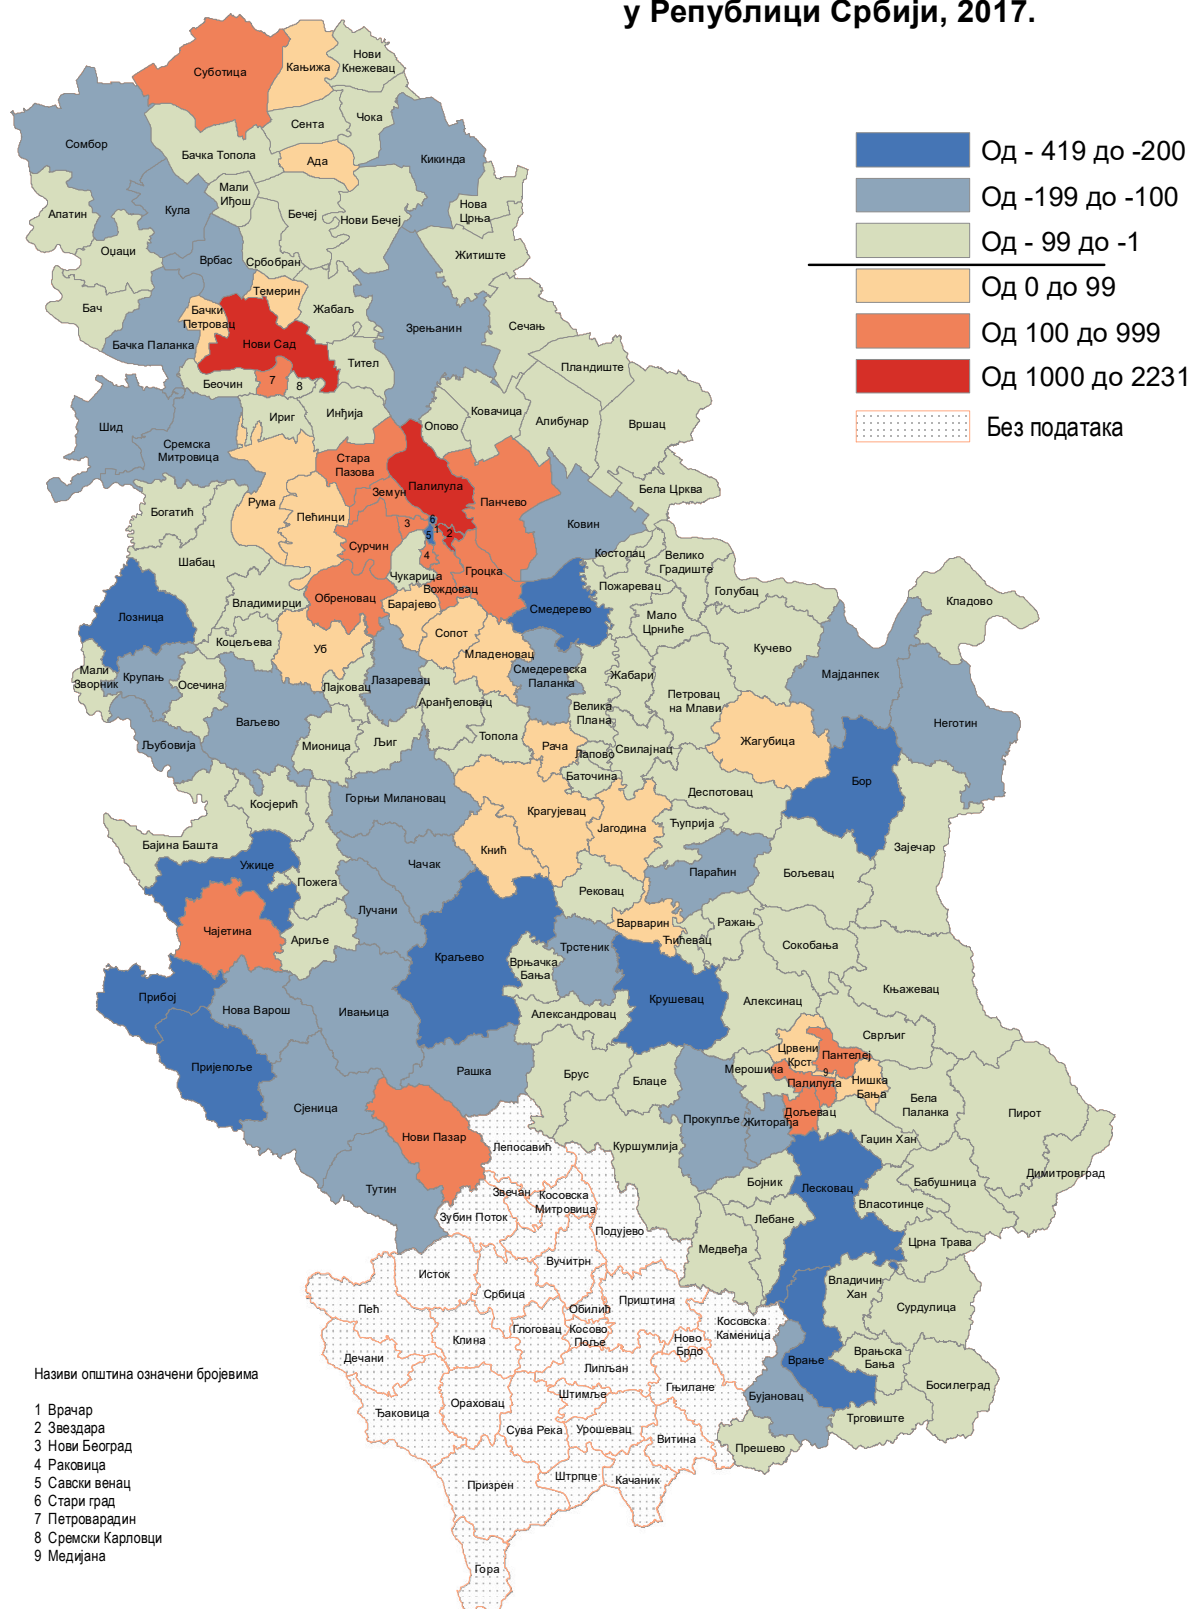 у Републици Србији, 2017.
Од - 419 до -200
Од -199 до -100
Од - 99 до -1
Од 0 до 99
Од 100 до 999
Од 1000 до 2231
Без података
Суботица
Кањижа
Нови
Кнежевац
Сента
Чока
Сомбор
Бачка Топола
Ада
Кикинда
Апатин
Кула
Мали
Иђош
Бечеј
Нови Бечеј
Нова
Црња
Оџаци
Врбас
Србобран
Житиште
Бач
Темерин
Бачки
Петровац
Жабаљ
Зрењанин
Сечањ
Бачка Паланка
Нови Сад
Тител
Беочин
7
8
Пландиште
Шид
Сремска
Митровица
Ириг
Инђија
Опово
Ковачица
Алибунар
Вршац
Стара
Пазова
Земун
Палилула
Панчево
Бела Црква
Рума
Пећинци
Богатић
Сурчин
3
6
1
5
2
4
Ковин
Шабац
Чукарица
Гроцка
Вождовац
Костолац
Велико
Градиште
Пожаревац
Голубац
Кладово
Лозница
Владимирци
Обреновац
Барајево
Смедерево
Мало
Црниће
Коцељева
Уб
Сопот
Младеновац
Кучево
Мали
Зворник
Крупањ
Осечина
Лајковац
Лазаревац
Смедеревска
Паланка
Жабари
Мајданпек
Аранђеловац
Петровац
на Млави
Ваљево
Велика
Плана
Неготин
Љубовија
Мионица
Љиг
Топола
Рача
Лапово
Свилајнац
Жагубица
Баточина
Бор
Косјерић
Горњи Милановац
Деспотовац
Крагујевац
Јагодина
Ћуприја
Бајина Башта
Кнић
Зајечар
Ужице
Чачак
Параћин
Бољевац
Пожега
Рековац
Лучани
Чајетина
Ариље
Варварин
Ражањ
Ћићевац
Сокобања
Краљево
Трстеник
Врњачка
Бања
Прибој
Нова Варош
Ивањица
Крушевац
Алексинац
Књажевац
Александровац
Сврљиг
Црвени
Крст
Пантелеј
Пријепоље
Рашка
Брус
Блаце
Мерошина
9
Палилула
Нишка
Бања
Бела
Паланка
Сјеница
Пирот
Прокупље
Житорађа
Дољевац
Нови Пазар
Лепосавић
Куршумлија
Гаџин Хан
Димитровград
Тутин
Звечан
Косовска
Митровица
Зубин Поток
Бојник
Лесковац
Бабушница
Власотинце
Подујево
Лебане
Медвеђа
Црна Трава
Исток
Вучитрн
Србица
Владичин
Хан
Сурдулица
Пећ
Обилић
Приштина
Глоговац
Косово
Поље
Косовска
Каменица
Клина
Ново
Брдо
Дечани
Врање
Врањска
Бања
Липљан
Босилеград
Гњилане
Штимље
Бујановац
Ђаковица
Ораховац
Трговиште
Сува Река
Урошевац
Витина
Прешево
Призрен
Штрпце
Качаник
Гора
Називи општина означени бројевима
1 Врачар
2 Звездара
3 Нови Београд
4 Раковица
5 Савски венац
6 Стари град
7 Петроварадин
8 Сремски Карловци
9 Медијана